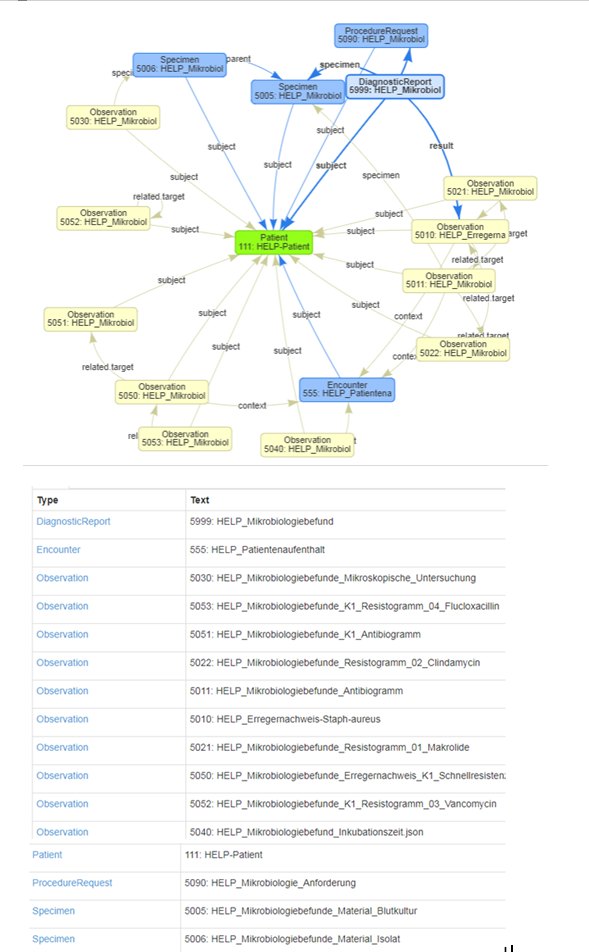 ProcedureRequest
5090: HELP_Mikrobiol
Specimen
5006: HELP_Mikrobiol
parent
specimen
speci
Specimen
5005: HELP_Mikrobiol
DiagnosticReport
5999: HELP_Mikrobiol
Observation
5030: HELP_Mikrobiol
subject
subject
result
subject
subject
specimen
subject
Observation
5021: HELP_Mikrobiol
related.target
Observation
5052: HELP_Mikrobiol
subject
subject
subject
Observation
5010: HELP_Erregerna
arget
Patient
111: HELP-Patient
related.target
subject
Observation
5011: HELP_Mikrobiol
subject
related.target
subject
subject
context
Observation
5051: HELP_Mikrobiol
related.target
subject
subject
Observation
5022: HELP_Mikrobiol
contex
related.target
Observation
5050: HELP_Mikrobiol
Encounter
555: HELP_Patientena
context
rel
Observation
5053: HELP_Mikrobiol
Observation
5040: HELP_Mikrobiol
t
Type Text
DiagnosticReport 5999: HELP_Mikrobiologiebefund
Encounter 555: HELP_Patientenaufenthalt
Observation 5030: HELP_Mikrobiologiebefunde_Mikroskopische_Untersuchung
Observation 5053: HELP_Mikrobiologiebefunde_K1_Resistogramm_04_Flucloxacillin
Observation 5051: HELP_Mikrobiologiebefunde_K1_Antibiogramm
Observation 5022: HELP_Mikrobiologiebefunde_Resistogramm_02_Clindamycin
Observation 5011: HELP_Mikrobiologiebefunde_Antibiogramm
Observation 5010: HELP_Erregernachweis-Staph-aureus
Observation 5021: HELP_Mikrobiologiebefunde_Resistogramm_01_Makrolide
Observation 5050: HELP_Mikrobiologiebefunde_Erregernachweis_K1_Schnellresisten
Observation 5052: HELP_Mikrobiologiebefunde_K1_Resistogramm_03_Vancomycin
Observation 5040: HELP_Mikrobiologiebefund_Inkubationszeit.json
Patient 111: HELP-Patient
ProcedureRequest 5090: HELP_Mikrobiologie_Anforderung
Specimen 5005: HELP_Mikrobiologiebefunde_Material_Blutkultur
Specimen 5006: HELP_Mikrobiologiebefunde_Material_Isolat